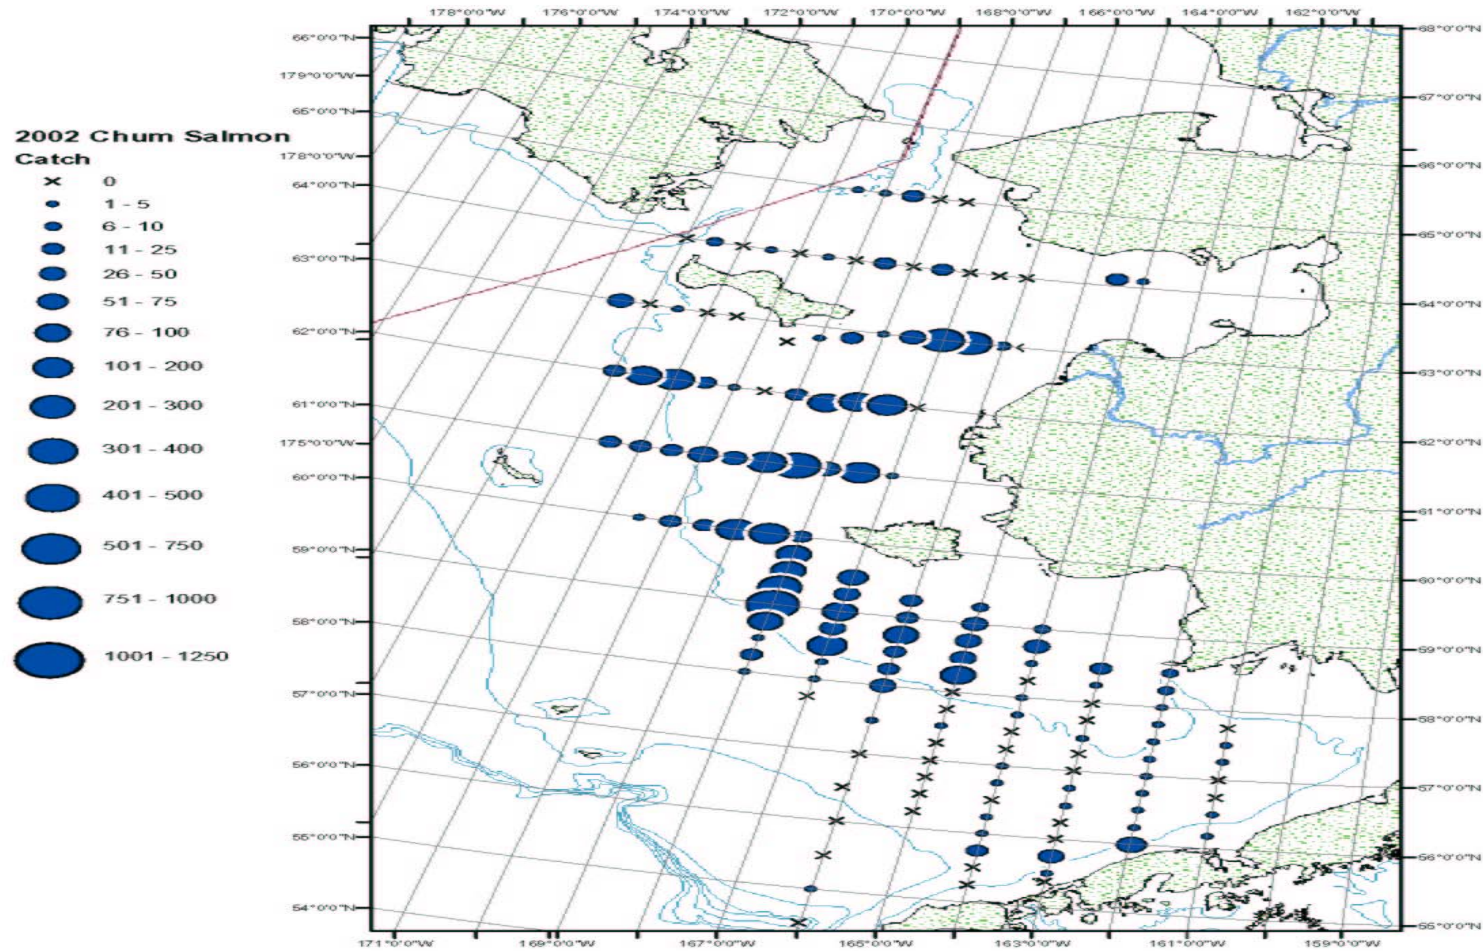 178°0'0"W 176°0'0"W 174°0'0"W 172°0'0"W 170°0'0"W 168°0'0"W 166°0'0"W 164°0'0"W 162°0'0"W
66°0'0"N
179°0'0"W
65°0'0"N
178°0'0"W
64°0'0"N
63°0'0"N
62°0'0"N
61°0'0"N
175°0'0"W
60°0'0"N
59°0'0"N
58°0'0"N
57°0'0"N
56°0'0"N
55°0'0"N
54°0'0"N
2002 Chum Salmon
Catch
0
1 - 5
6 - 10
11 - 25
26 - 50
51 - 75
76 - 100
101 - 200
201 - 300
301 - 400
401 - 500
501 - 750
751 - 1000
1001 - 1250
68°0'0"N
67°0'0"N
66°0'0"N
65°0'0"N
64°0'0"N
63°0'0"N
62°0'0"N
61°0'0"N
60°0'0"N
59°0'0"N
58°0'0"N
57°0'0"N
56°0'0"N
55°0'0"N
171°0'0"W 169°0'0"W 167°0'0"W 165°0'0"W 163°0'0"W 161°0'0"W 159°0'0"W